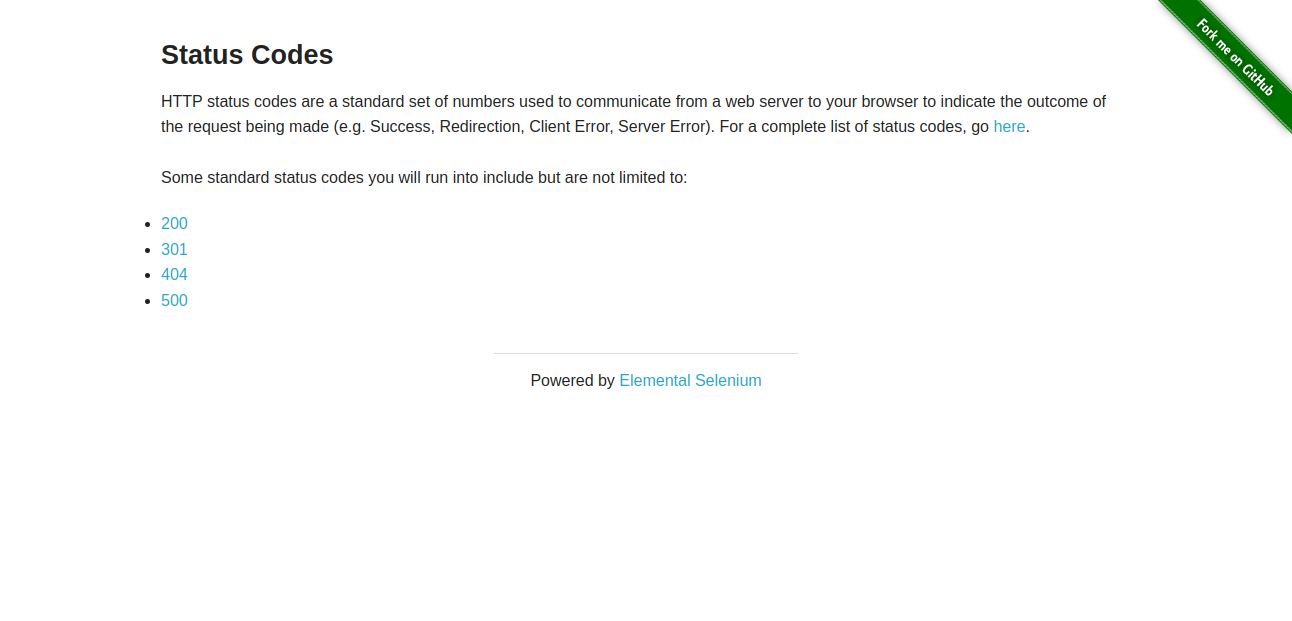 Fork me on GitHub
Status Codes
HTTP status codes are a standard set of numbers used to communicate from a web server to your browser to indicate the outcome of
the request being made (e.g. Success, Redirection, Client Error, Server Error). For a complete list of status codes, go here.
Some standard status codes you will run into include but are not limited to:
200
301
404
500
Powered by Elemental Selenium